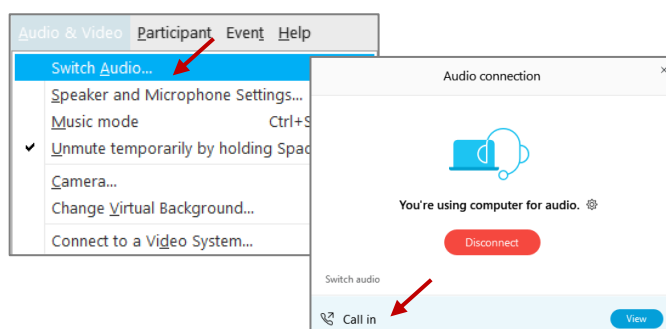 Audio & Video Participant Event Help
Switch Audio...
Speaker and Microphone Settings...
Music mode Ctrl+S
Unmute temporarily by holding Spac
Camera...
Change Virtual Background...
Connect to a Video System...
Audio connection
You're using computer for audio.
Disconnect
Switch audio
Call in View